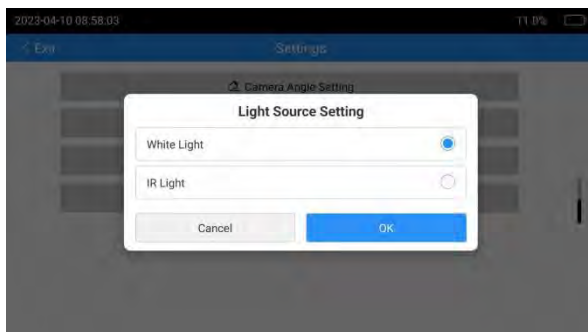 2023-04-10 08:58:03 11.0%
< Exit Settings
Camera Angle Setting
Light Source Setting
White Light
IR Light
Cancel OK